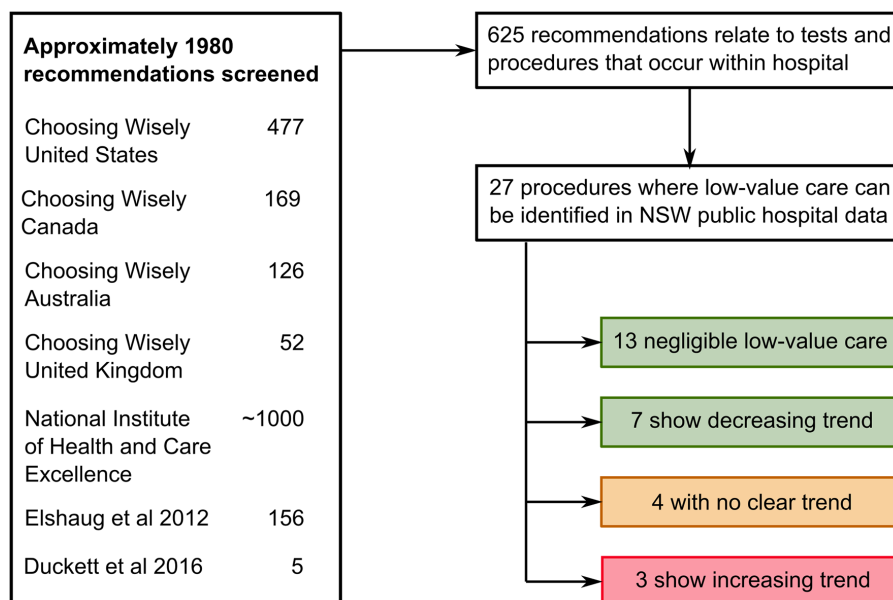 Approximately 1980
recommendations screened
Choosing Wisely 477
United States
Choosing Wisely 169
Canada
Choosing Wisely 126
Australia
Choosing Wisely 52
United Kingdom
National Institute ~1000
of Health and Care
Excellence
Elshaug et al 2012 156
Duckett et al 2016 5
625 recommendations relate to tests and
procedures that occur within hospital
27 procedures where low-value care can
be identified in NSW public hospital data
13 negligible low-value care
7 show decreasing trend
4 with no clear trend
3 show increasing trend